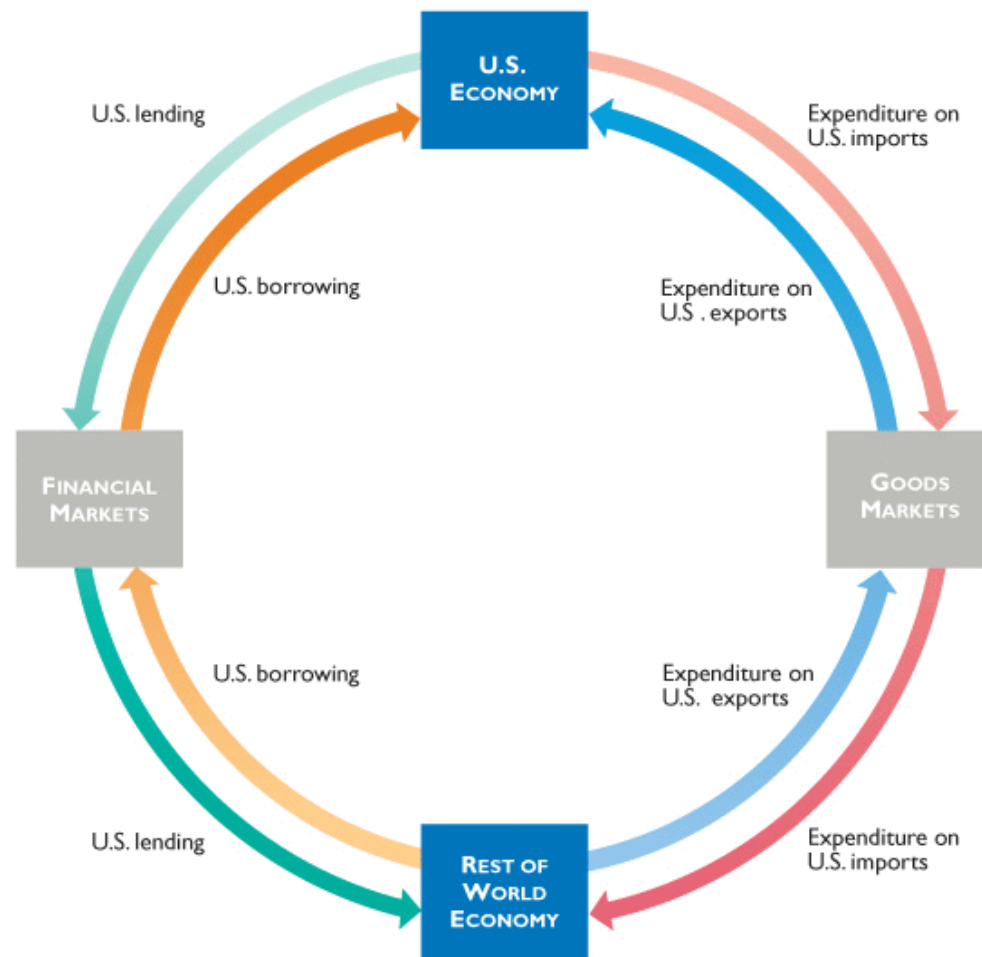 U.S.
ECONOMY
U.S. lending
Expenditure on
U.S. imports
U.S. borrowing
Expenditure on
U.S . exports
FINANCIAL
MARKETS
GOODS
MARKETS
U.S. borrowing
Expenditure on
U.S. exports
U.S. lending
Expenditure on
U.S. imports
REST OF
WORLD
ECONOMY